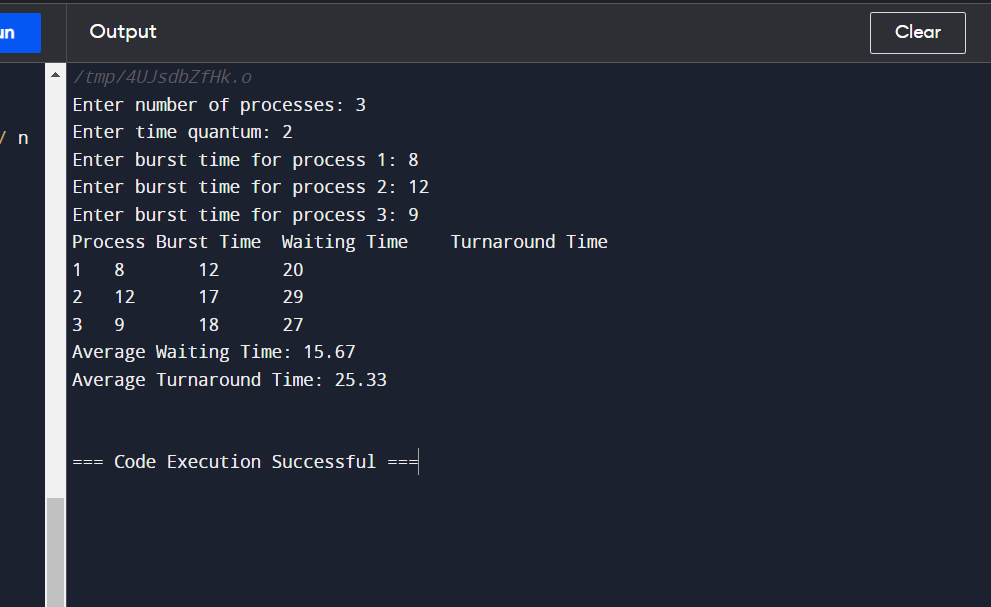 un
Output
Clear
/ n
/tmp/4UJsdbZfHk.o
Enter number of processes: 3
Enter time quantum: 2
Enter burst time for process 1: 8
Enter burst time for process 2: 12
Enter burst time for process 3: 9
Process Burst Time  Waiting Time    Turnaround Time
1   8       12      20
2   12      17      29
3   9       18      27
Average Waiting Time: 15.67
Average Turnaround Time: 25.33
=== Code Execution Successful ===